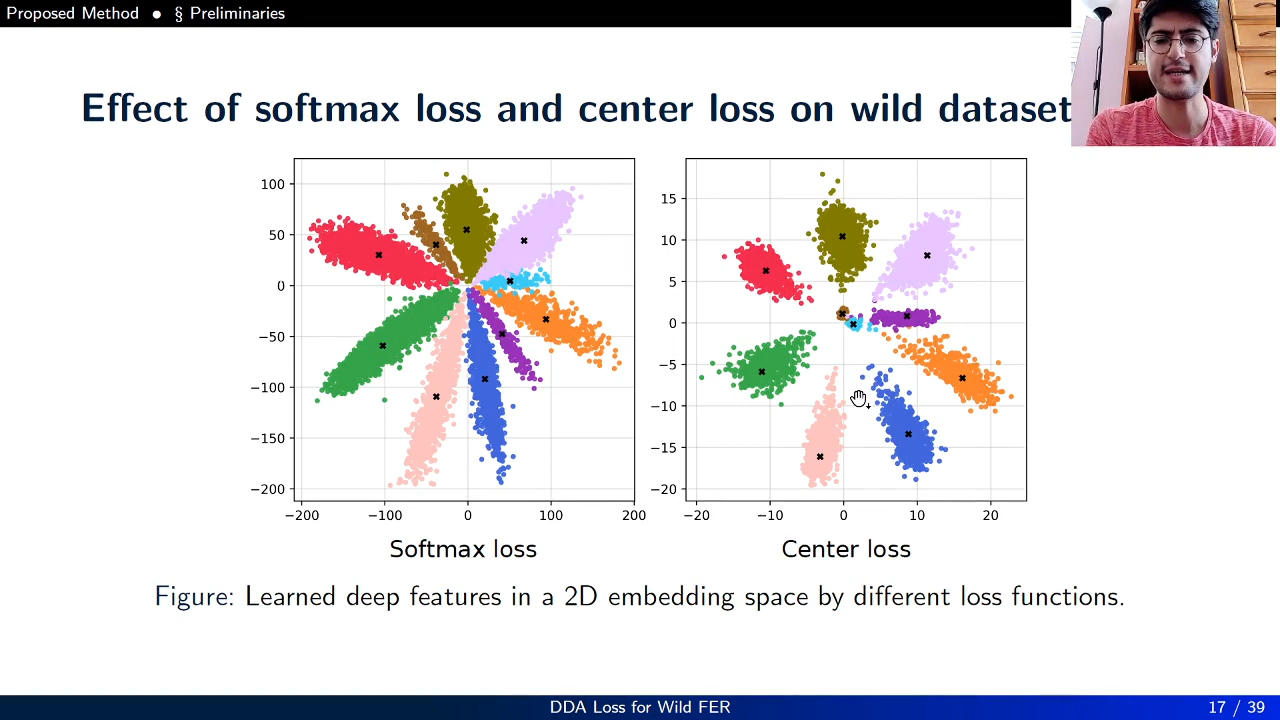 Proposed Method • § Preliminaries
Effect of softmax loss and center loss on wild dataset
100
50
0
−50
−100
−150
−200
−200 −100 0 100 200
15
10
5
0
−5
−10
−15
−20
−20 −10 0 10 20
Softmax loss
Center loss
Figure: Learned deep features in a 2D embedding space by different loss functions.
DDA Loss for Wild FER
17 / 39